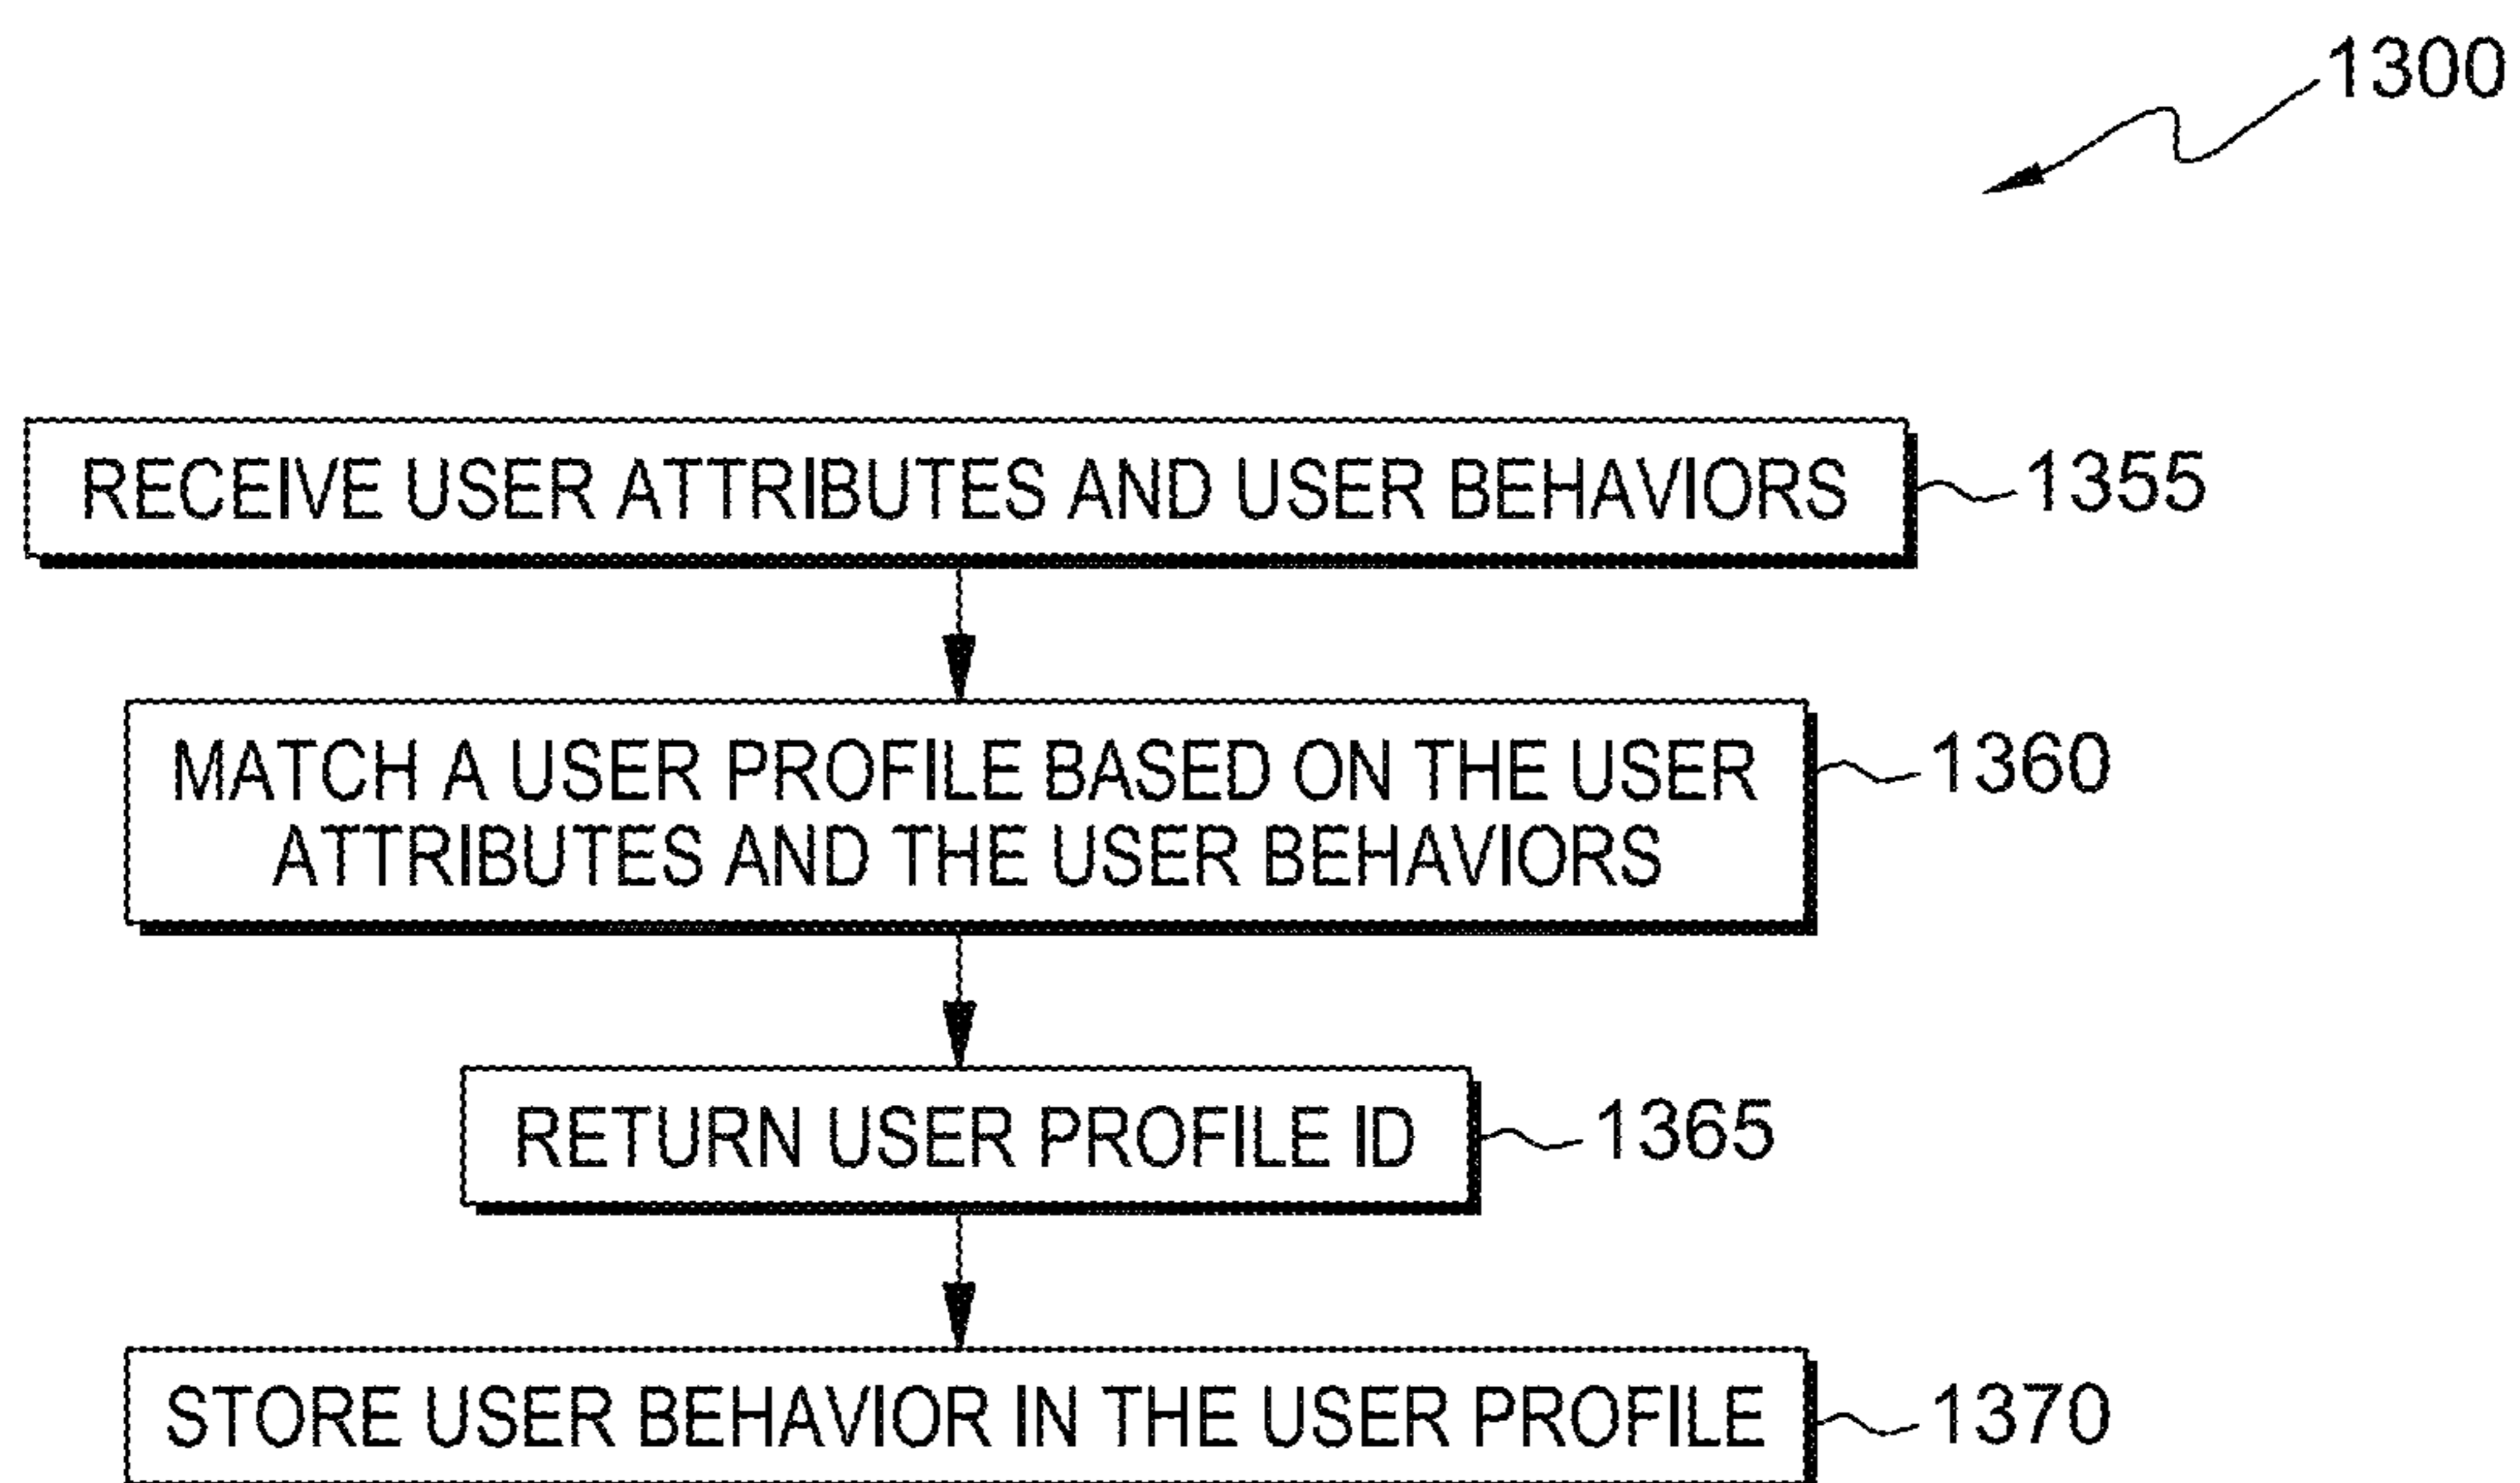 1300
RECEIVE USER ATTRIBUTES AND USER BEHAVIORS
1355
MATCH A USER PROFILE BASED ON THE USER
ATTRIBUTES AND THE USER BEHAVIORS
1360
RETURN USER PROFILE ID
1365
STORE USER BEHAVIOR IN THE USER PROFILE
1370